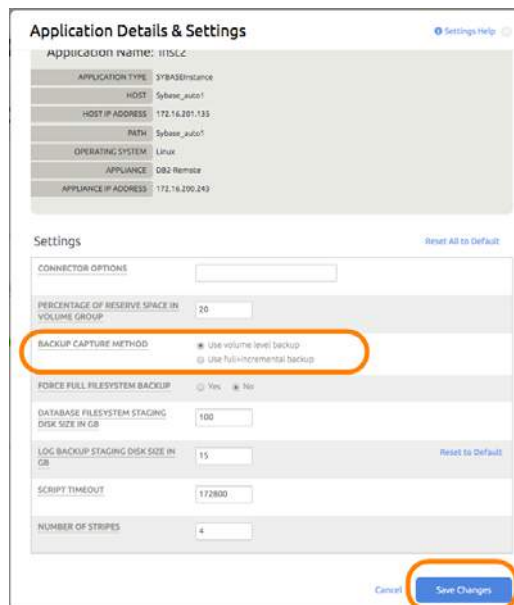 Application Details & Settings
Settings Help
Application Name: inst2
APPLICATION TYPE SYBASEInstance
HOST Sybase_auto1
HOST IP ADDRESS 172.16.201.135
PATH Sybase_auto1
OPERATING SYSTEM Linux
APPLIANCE DB2-Remote
APPLIANCE IP ADDRESS 172.16.200.243
Settings
Reset All to Default
CONNECTOR OPTIONS
PERCENTAGE OF RESERVE SPACE IN
VOLUME GROUP
20
BACKUP CAPTURE METHOD
Use volume level backup
Use full+incremental backup
FORCE FULL FILESYSTEM BACKUP
Yes No
DATABASE FILESYSTEM STAGING
DISK SIZE IN GB
100
LOG BACKUP STAGING DISK SIZE IN
GB
15
Reset to Default
SCRIPT TIMEOUT
172800
NUMBER OF STRIPES
4
Cancel
Save Changes